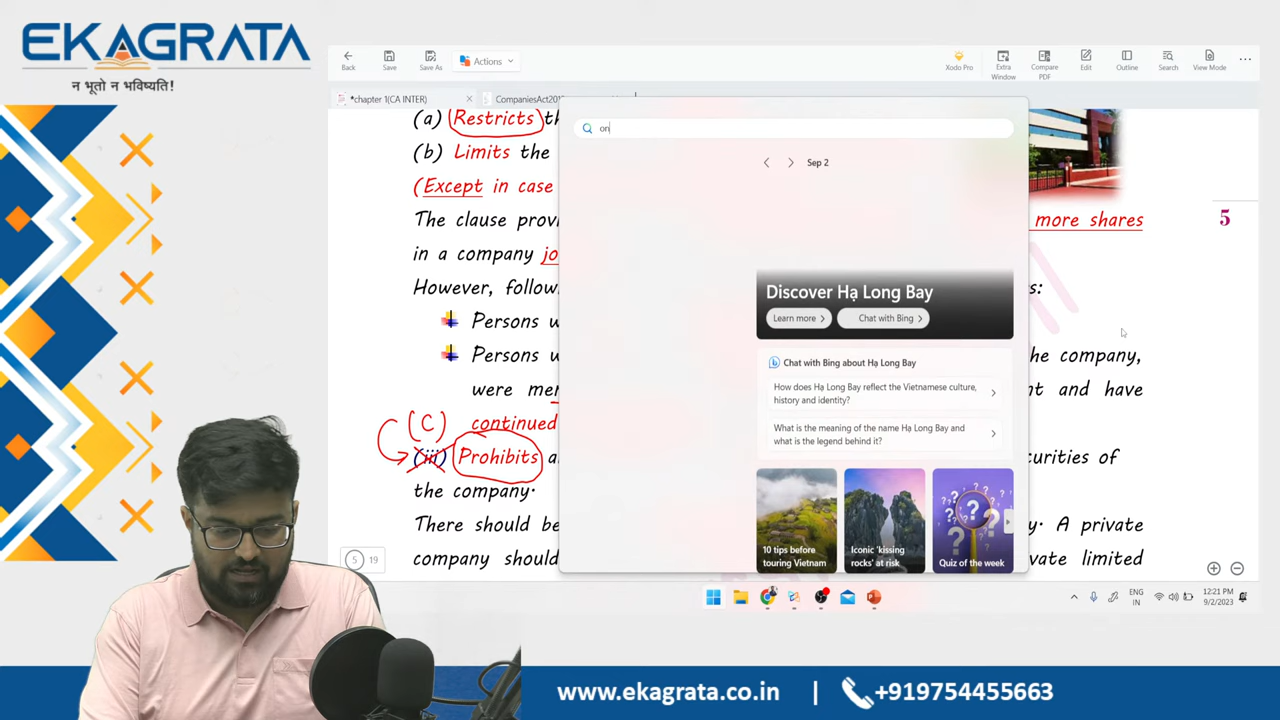 EKAGRATA
न भूतो न भविष्यति!
Back
Save
Save As
Actions
Xodo Pro
Extra Window
Compare PDF
Edit
Outline
Search
View Mode
*chapter 1(CA INTER)
CompaniesAct201
(a) Restricts th
(b) Limits the
(Except in case
The clause provi
more shares
5
in a company jo
However, follow
s:
Persons w
Persons w
he company,
were mem
nt and have
(C)
continued
(iii) Prohibits a
curities of
the company.
There should be
y. A private
company should
vate limited
5 19
on
Sep 2
Discover Hạ Long Bay
Learn more
Chat with Bing
Chat with Bing about Hạ Long Bay
How does Hạ Long Bay reflect the Vietnamese culture,
history and identity?
What is the meaning of the name Hạ Long Bay and
what is the legend behind it?
10 tips before
touring Vietnam
Iconic 'kissing
rocks' at risk
Quiz of the week
ENG
IN
12:21 PM
9/2/2023
www.ekagrata.co.in | +919754455663